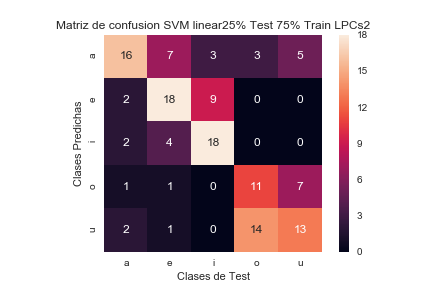 Matriz de confusion SVM linear25% Test 75% Train LPCs2
Clases Predichas
a 16 7 3 3 5
e 2 18 9 0 0
i 2 4 18 0 0
o 1 1 0 11 7
u 2 1 0 14 13
a e i o u
Clases de Test
18
15
12
9
6
3
0